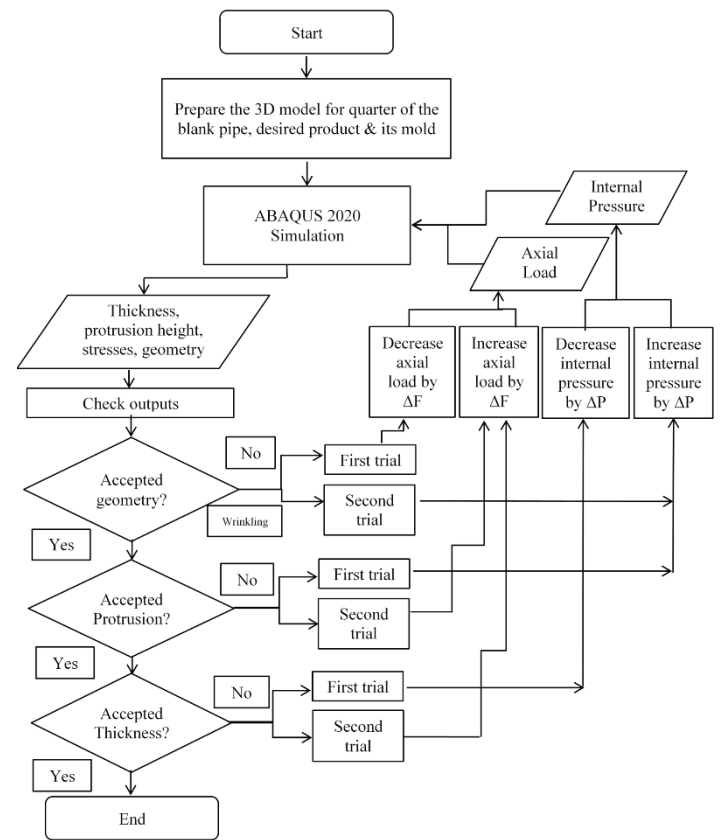 Start
Prepare the 3D model for quarter of the
blank pipe, desired product & its mold
ABAQUS 2020
Simulation
Internal
Pressure
Axial
Load
Thickness,
protrusion height,
stresses, geometry
Decrease
axial
load by
ΔF
Increase
axial
load by
ΔF
Decrease
internal
pressure
by ΔP
Increase
internal
pressure
by ΔP
Check outputs
Accepted
geometry?
No
Wrinkling
First trial
Second
trial
Yes
Accepted
Protrusion?
No
First trial
Second
trial
Yes
Accepted
Thickness?
No
First trial
Second
trial
Yes
End